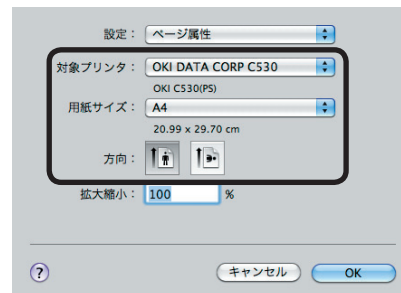 設定： ページ属性
対象プリンタ： OKI DATA CORP C530
OKI C530(PS)
用紙サイズ： A4
20.99 x 29.70 cm
方向：
拡大縮小： 100 %
? キャンセル OK